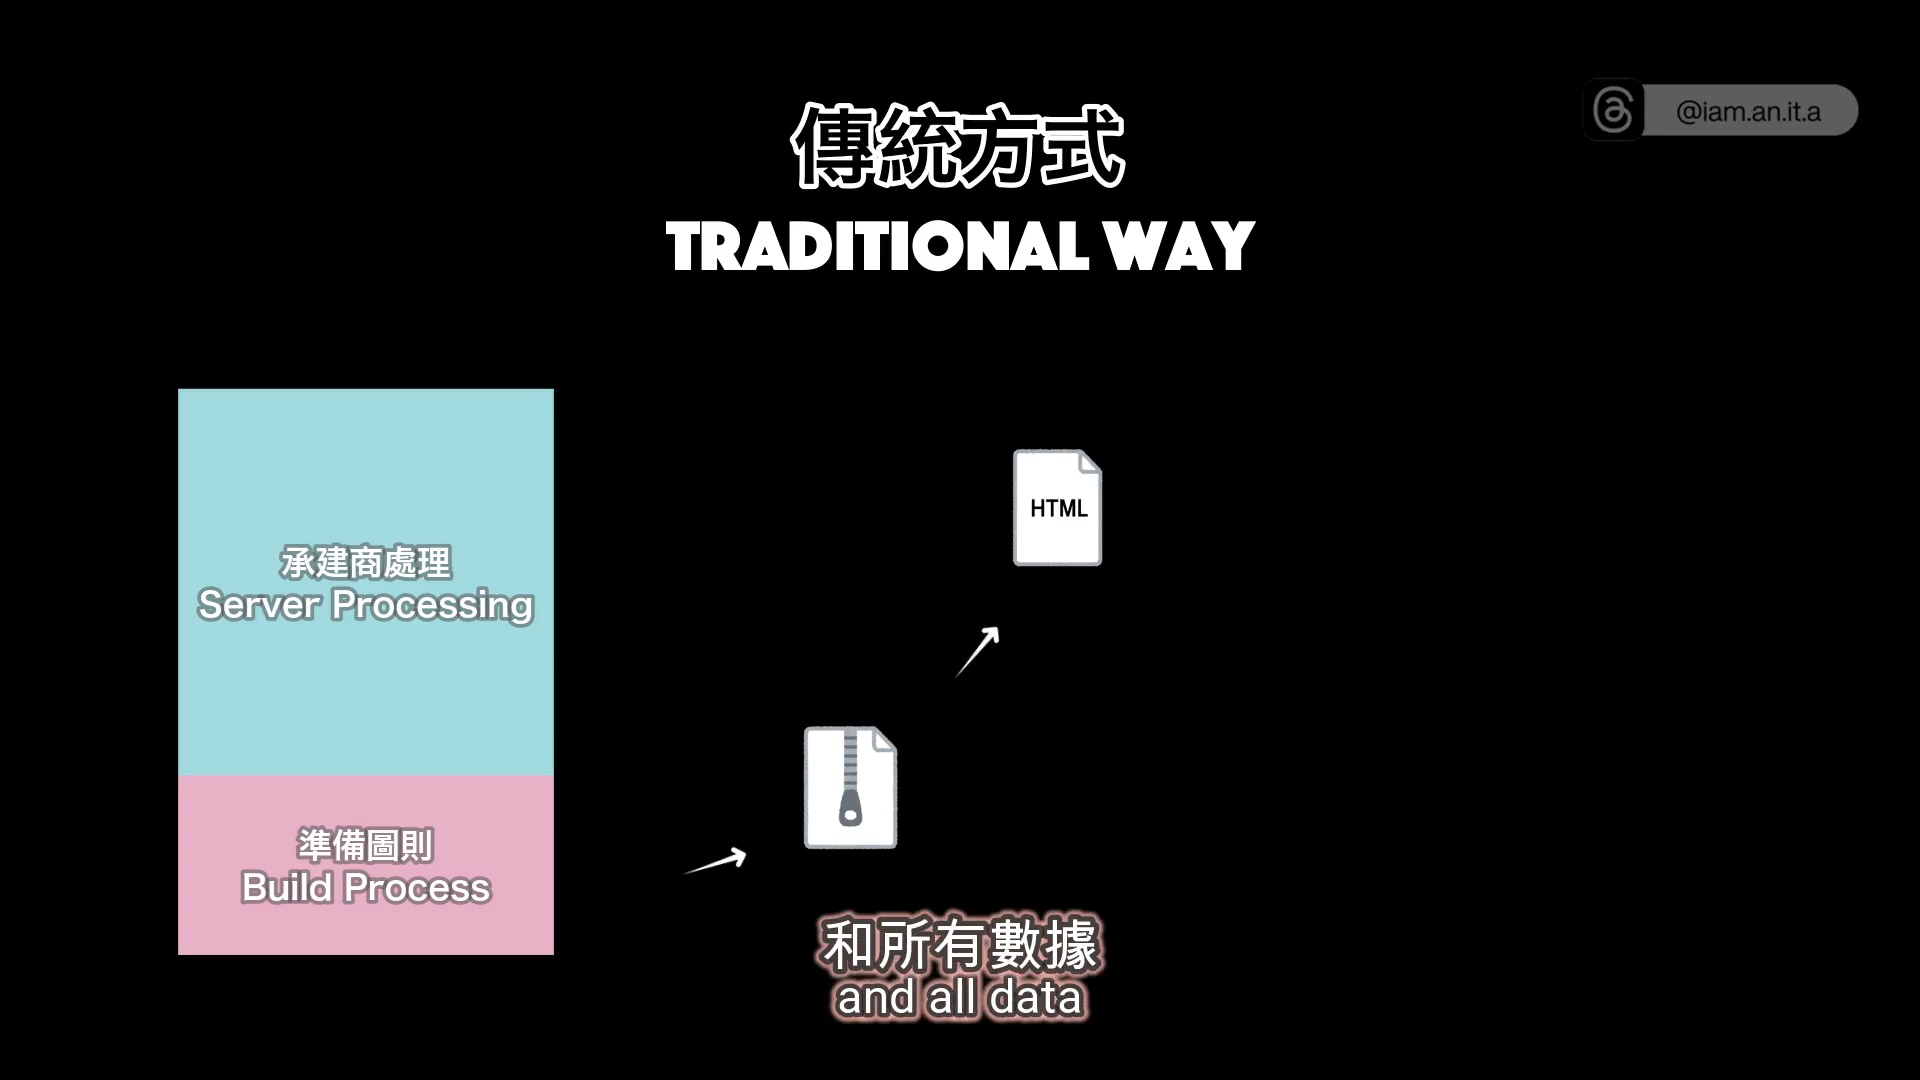 @iam.an.it.a
傳統方式
TRADITIONAL WAY
HTML
承建商處理
Server Processing
準備圖則
Build Process
和所有數據
and all data